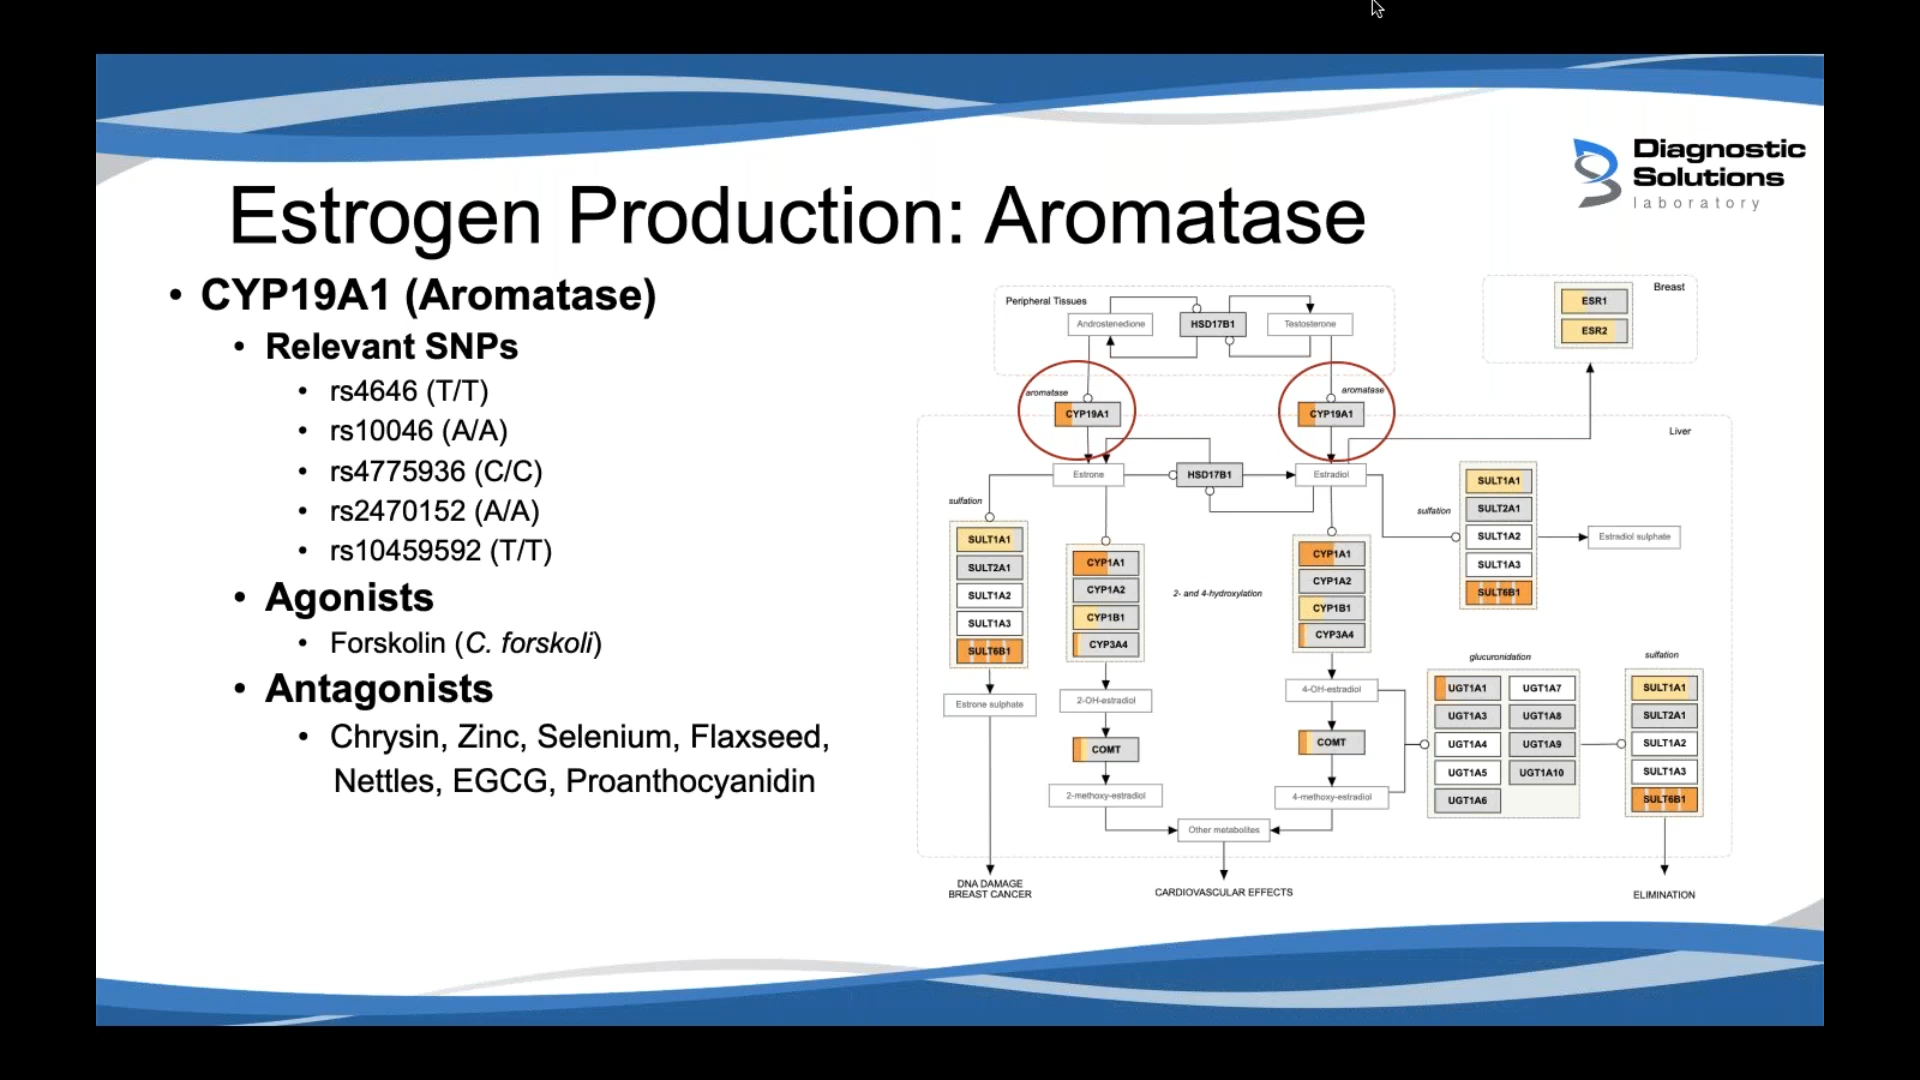 Diagnostic
Solutions
laboratory
Estrogen Production: Aromatase
• CYP19A1 (Aromatase)
• Relevant SNPs
• rs4646 (T/T)
• rs10046 (A/A)
• rs4775936 (C/C)
• rs2470152 (A/A)
• rs10459592 (T/T)
• Agonists
• Forskolin (C. forskoli)
• Antagonists
• Chrysin, Zinc, Selenium, Flaxseed,
Nettles, EGCG, Proanthocyanidin
Peripheral Tissues
Androstenedione
HSD17B1
Testosterone
Breast
ESR1
ESR2
aromatase
CYP19A1
aromatase
CYP19A1
Liver
Estrone
HSD17B1
Estradiol
sulfation
SULT1A1
SULT2A1
SULT1A2
SULT1A3
SULT6B1
Estrone sulphate
CYP1A1
CYP1A2
CYP1B1
CYP3A4
2-OH-estradiol
COMT
2-methoxy-estradiol
2- and 4-hydroxylation
CYP1A1
CYP1A2
CYP1B1
CYP3A4
4-OH-estradiol
COMT
4-methoxy-estradiol
Other metabolites
sulfation
SULT1A1
SULT2A1
SULT1A2
SULT1A3
SULT6B1
Estradiol sulphate
glucuronidation
UGT1A1
UGT1A3
UGT1A4
UGT1A5
UGT1A6
UGT1A7
UGT1A8
UGT1A9
UGT1A10
sulfation
SULT1A1
SULT2A1
SULT1A2
SULT1A3
SULT6B1
DNA DAMAGE
BREAST CANCER
CARDIOVASCULAR EFFECTS
ELIMINATION